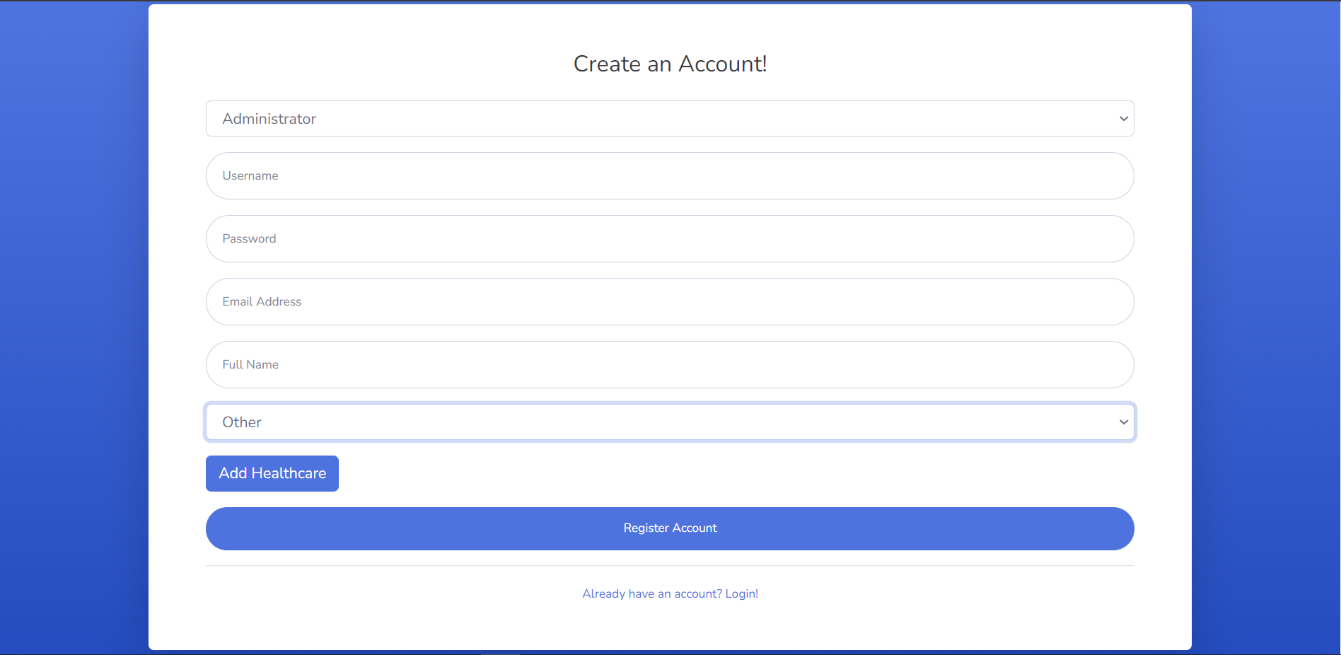 Create an Account!
Administrator
Username
Password
Email Address
Full Name
Other
Add Healthcare
Register Account
Already have an account? Login!